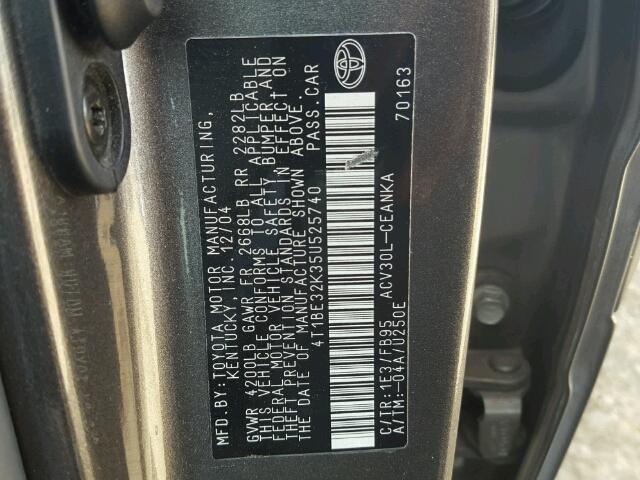 MFD.BY:TOYOTA MOTOR MANUFACTURING,
KENTUCKY, INC. 12/04
GVWR 4200LB GAWR FR 2668LB RR 2282LB
THIS VEHICLE CONFORMS TO ALL APPLICABLE
FEDERAL MOTOR VEHICLE SAFETY, BUMPER AND
THEFT PREVENTION STANDARDS IN EFFECT ON
THE DATE OF MANUFACTURE SHOWN ABOVE.
4T1BE32K35U525740 PASS.CAR
C/TR:1E3/FB95 ACV30L-CEANKA
A/TM:-04A/U250E 70163